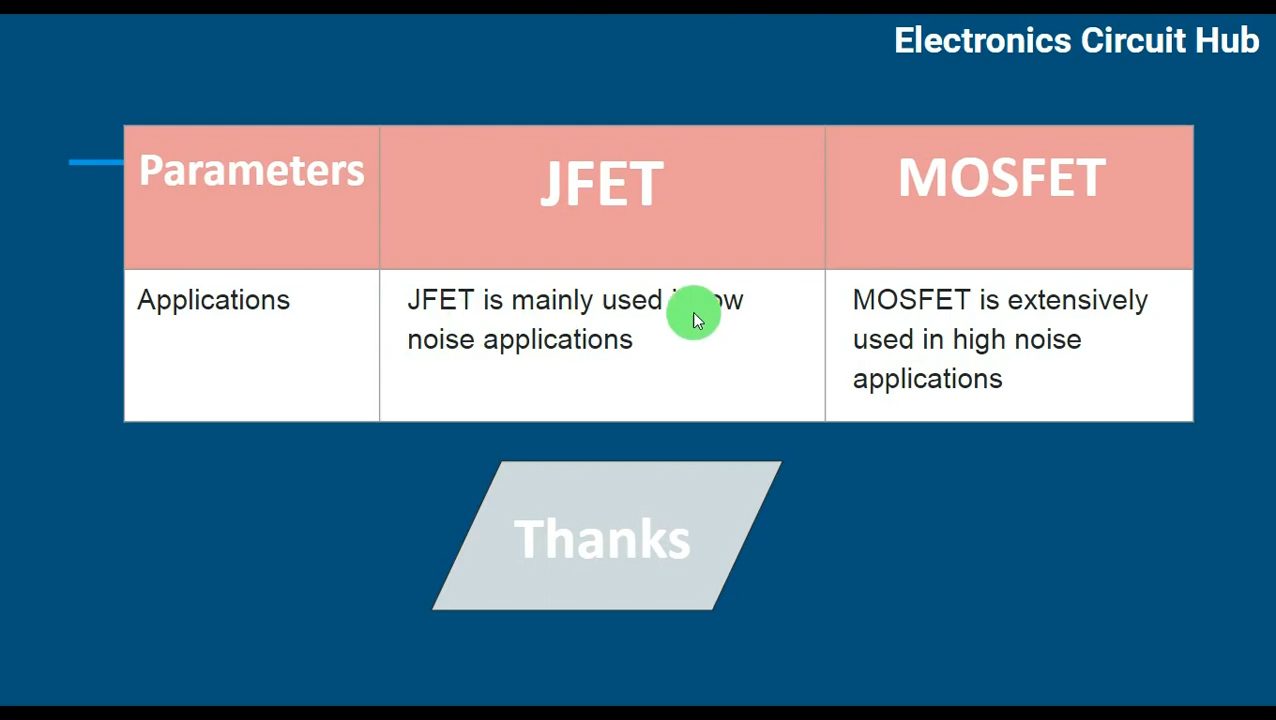 Electronics Circuit Hub
Parameters
JFET
MOSFET
Applications
JFET is mainly used
noise applications
MOSFET is extensively
used in high noise
applications
Thanks